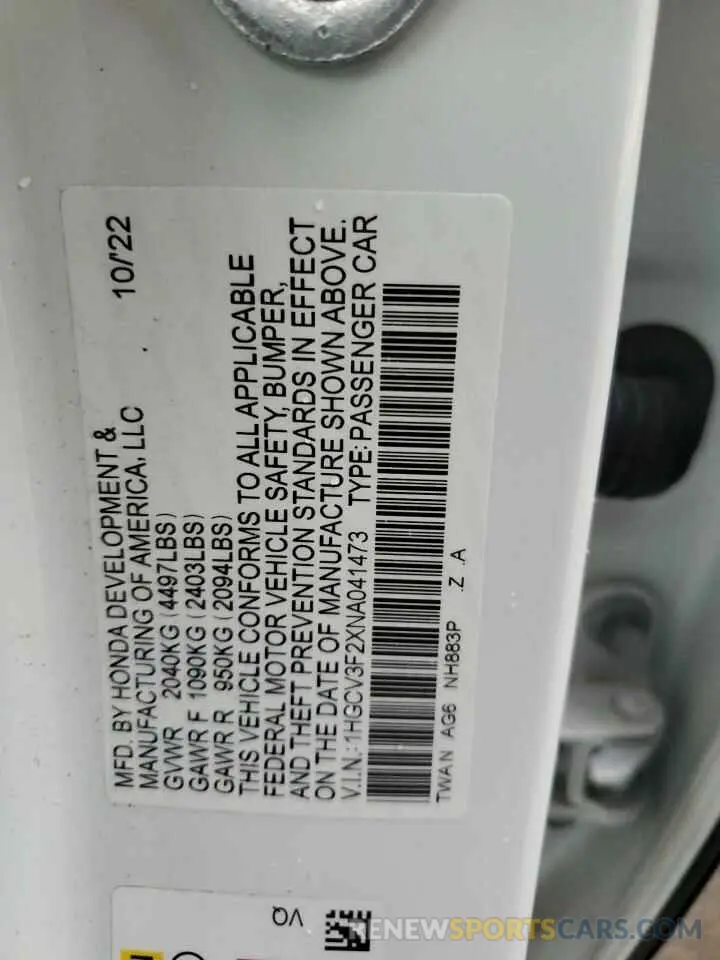 MFD. BY HONDA DEVELOPMENT & 10/'22
MANUFACTURING OF AMERICA, LLC
GVWR 2040KG (4497LBS)
GAWR F 1090KG (2403LBS)
GAWR R 950KG (2094LBS)
THIS VEHICLE CONFORMS TO ALL APPLICABLE
FEDERAL MOTOR VEHICLE SAFETY, BUMPER,
AND THEFT PREVENTION STANDARDS IN EFFECT
ON THE DATE OF MANUFACTURE SHOWN ABOVE.
V.I.N.: 1HGCV3F2XNA041473 TYPE: PASSENGER CAR
TWAN AG6 NH883P .Z .A
VQ
RENEWSPORTSCARS.COM